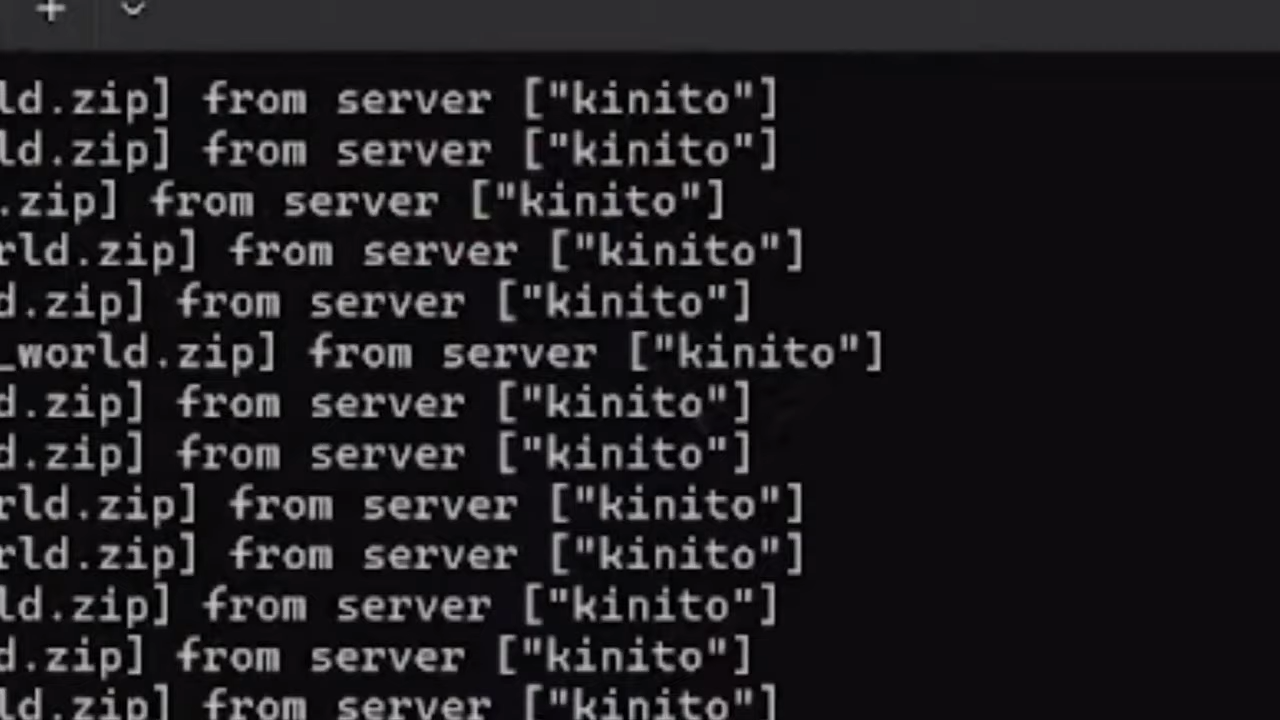 ld.zip] from server ["kinito"]
ld.zip] from server ["kinito"]
.zip] from server ["kinito"]
rld.zip] from server ["kinito"]
d.zip] from server ["kinito"]
_world.zip] from server ["kinito"]
d.zip] from server ["kinito"]
d.zip] from server ["kinito"]
rld.zip] from server ["kinito"]
rld.zip] from server ["kinito"]
ld.zip] from server ["kinito"]
d.zip] from server ["kinito"]
ld.zip] from server ["kinito"]